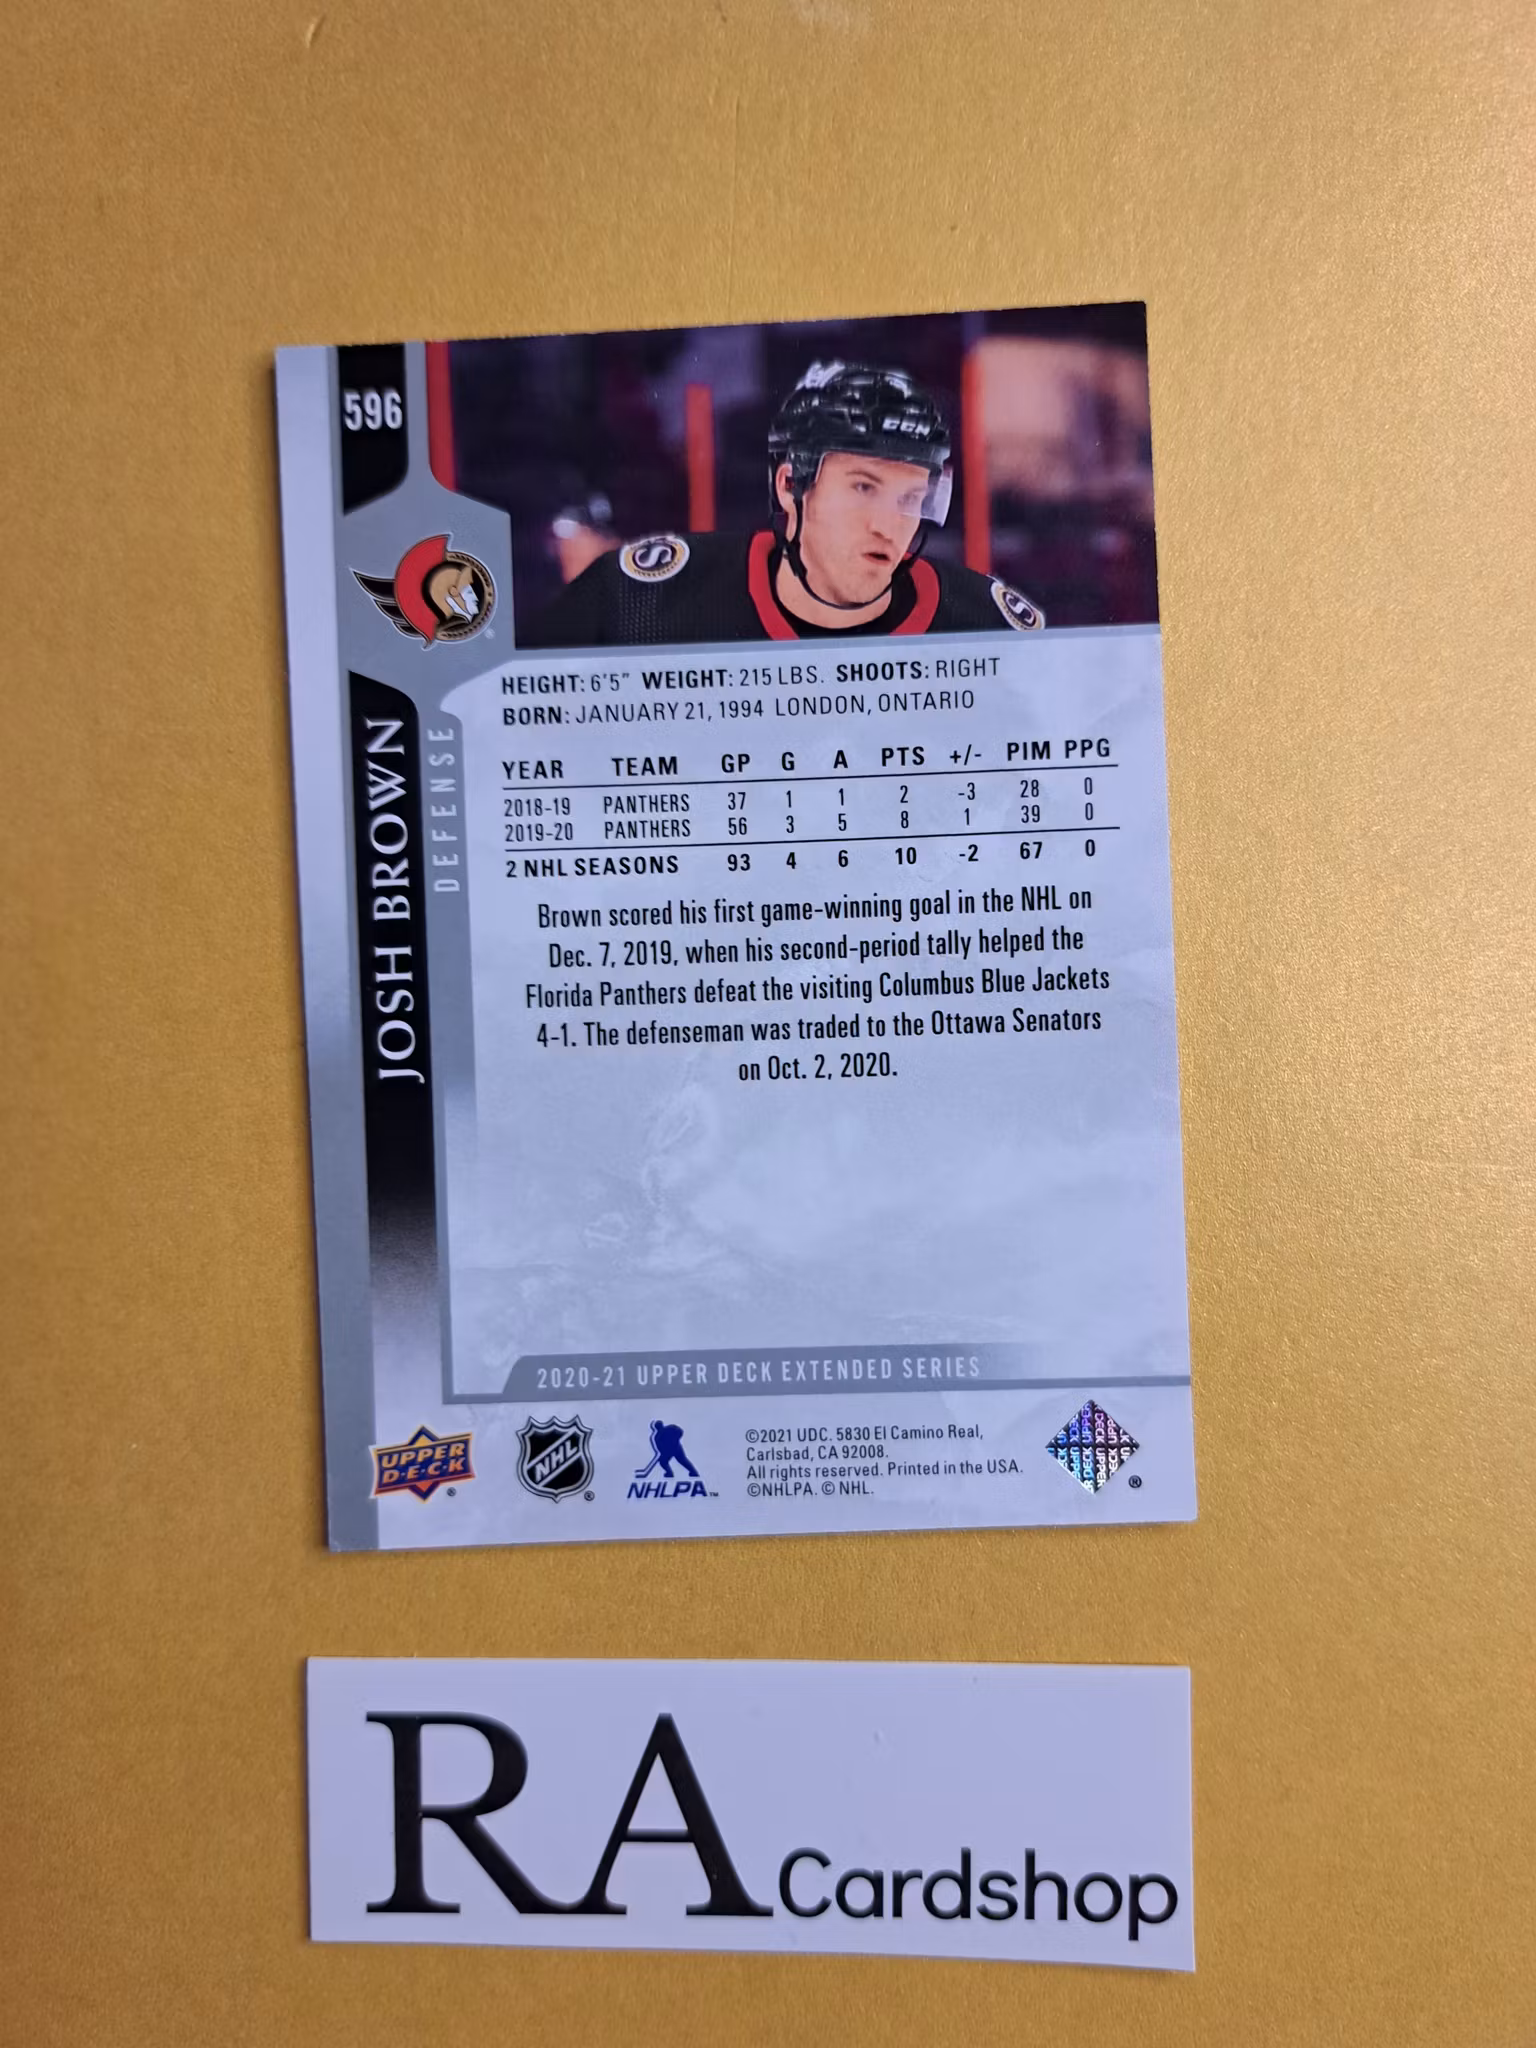 596
CCM
JOSH BROWN
DEFENSE
HEIGHT: 6'5" WEIGHT: 215 LBS. SHOOTS: RIGHT
BORN: JANUARY 21, 1994 LONDON, ONTARIO
YEAR TEAM GP G A PTS +/- PIM PPG
2018-19 PANTHERS 37 1 1 2 -3 28 0
2019-20 PANTHERS 56 3 5 8 1 39 0
2 NHL SEASONS 93 4 6 10 -2 67 0
Brown scored his first game-winning goal in the NHL on
Dec. 7, 2019, when his second-period tally helped the
Florida Panthers defeat the visiting Columbus Blue Jackets
4-1. The defenseman was traded to the Ottawa Senators
on Oct. 2, 2020.
2020-21 UPPER DECK EXTENDED SERIES
UPPER
D·E·C·K
®
NHL
®
NHLPA™
©2021 UDC. 5830 El Camino Real,
Carlsbad, CA 92008.
All rights reserved. Printed in the USA.
©NHLPA. © NHL.
®
RA Cardshop